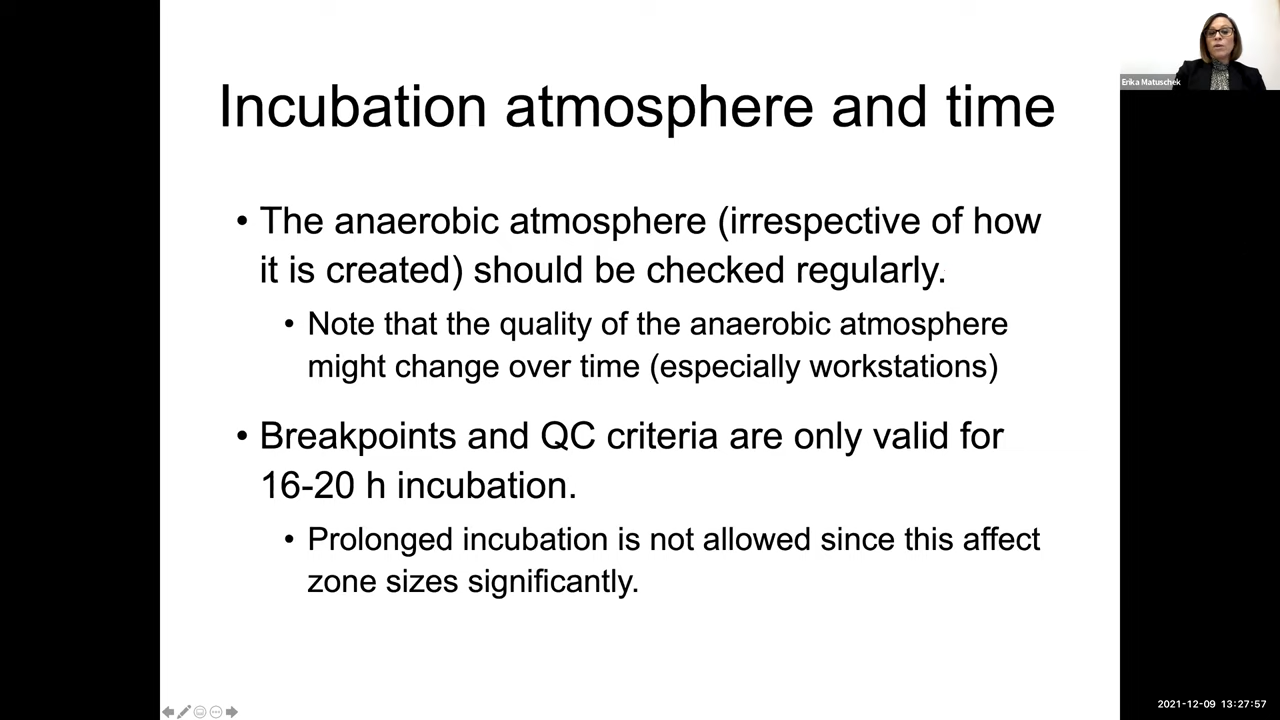 Incubation atmosphere and time
• The anaerobic atmosphere (irrespective of how
it is created) should be checked regularly.
• Note that the quality of the anaerobic atmosphere
might change over time (especially workstations)
• Breakpoints and QC criteria are only valid for
16-20 h incubation.
• Prolonged incubation is not allowed since this affect
zone sizes significantly.
Erika Matuschek
2021-12-09 13:27:57